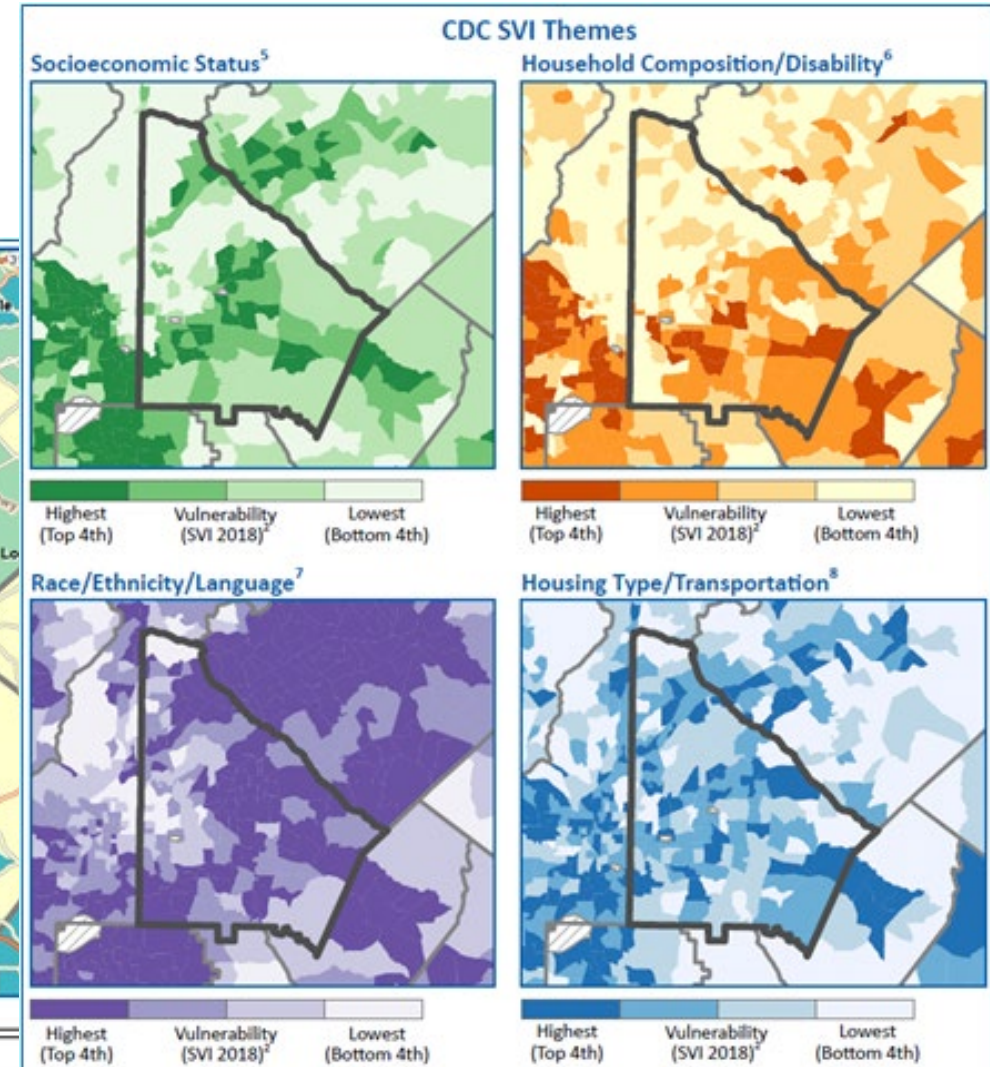 CDC SVI Themes
Socioeconomic Status⁵
Household Composition/Disability⁶
Highest
(Top 4th)
Vulnerability
(SVI 2018)²
Lowest
(Bottom 4th)
Highest
(Top 4th)
Vulnerability
(SVI 2018)²
Lowest
(Bottom 4th)
Race/Ethnicity/Language⁷
Housing Type/Transportation⁸
Highest
(Top 4th)
Vulnerability
(SVI 2018)²
Lowest
(Bottom 4th)
Highest
(Top 4th)
Vulnerability
(SVI 2018)²
Lowest
(Bottom 4th)